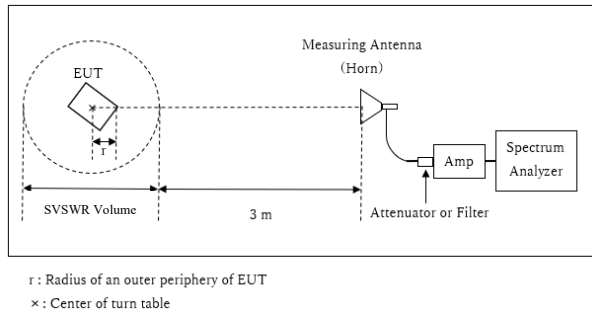 Measuring Antenna
(Horn)
EUT
r
Amp
Spectrum
Analyzer
SVSWR Volume
3 m
Attenuator or Filter
r : Radius of an outer periphery of EUT
× : Center of turn table